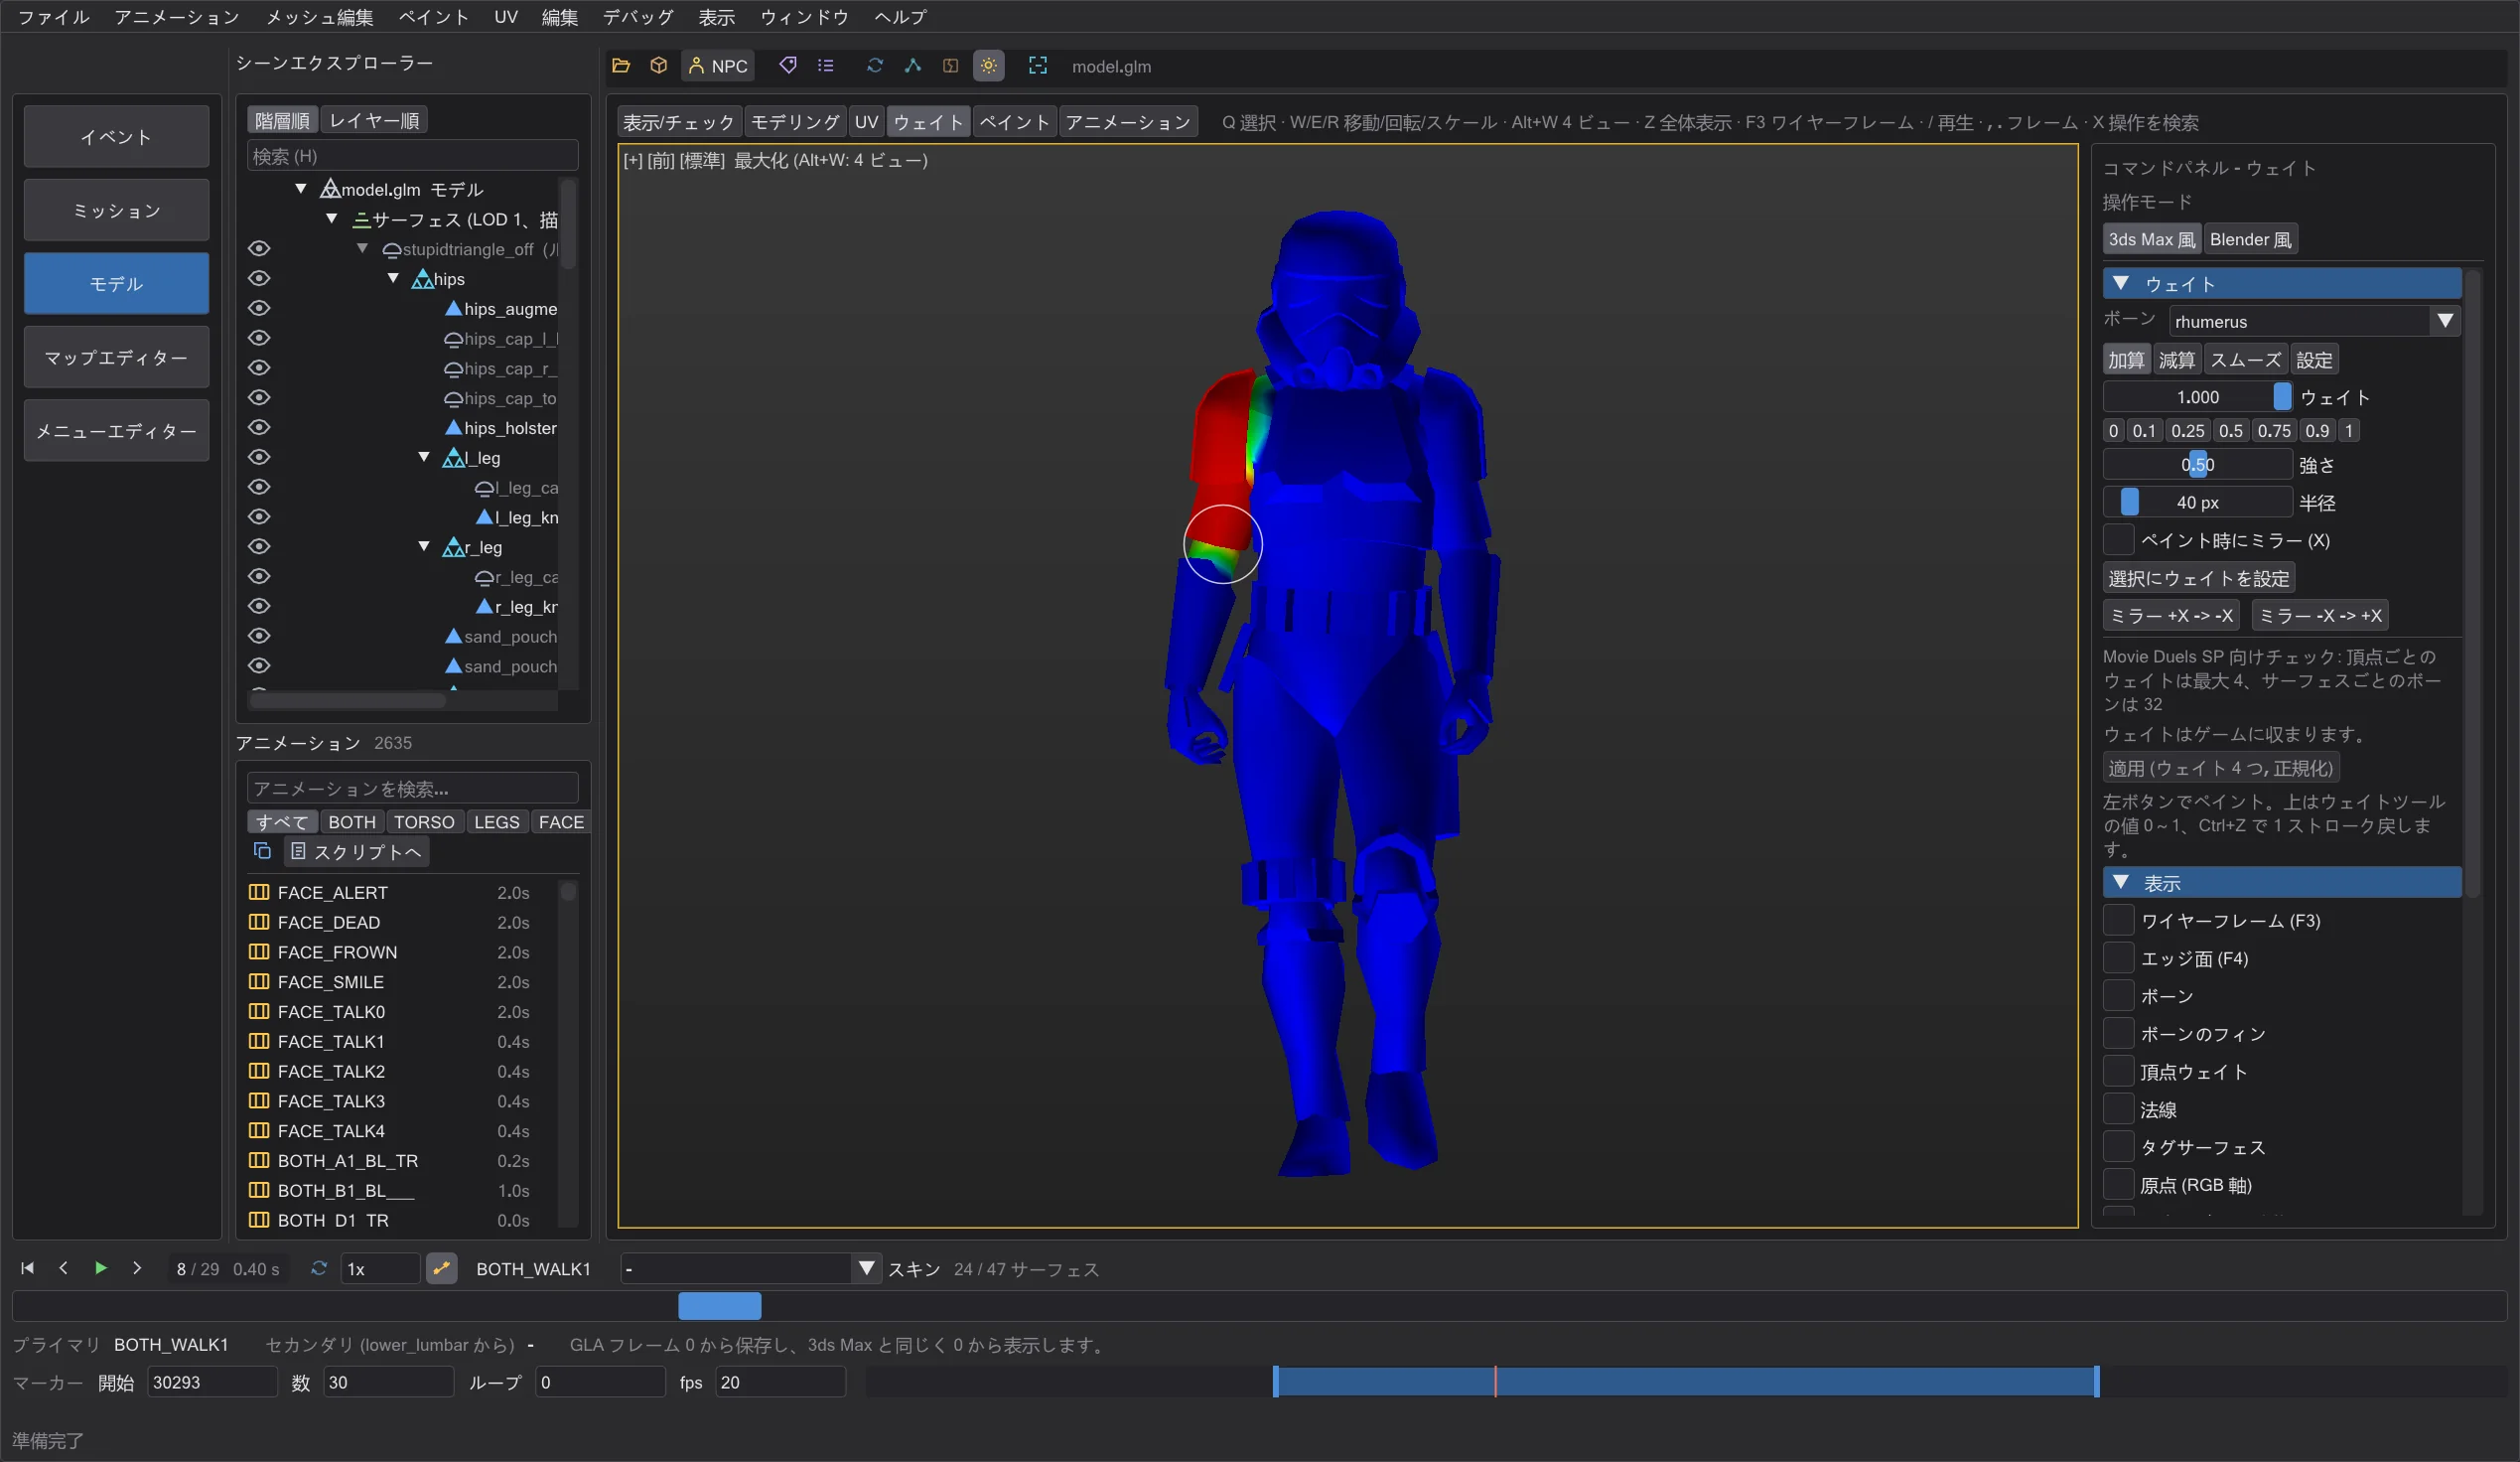 ファイル アニメーション メッシュ編集 ペイント UV 編集 デバッグ 表示 ウィンドウ ヘルプ
シーンエクスプローラー
NPC model.glm
イベント
ミッション
モデル
マップエディター
メニューエディター
階層順 レイヤー順
検索 (H)
model.glm モデル
サーフェス (LOD 1、描
stupidtriangle_off
hips
hips_augme
hips_cap_l_
hips_cap_r_
hips_cap_to
hips_holster
l_leg
l_leg_ca
l_leg_kn
r_leg
r_leg_ca
r_leg_kn
sand_pouch
sand_pouch
アニメーション 2635
アニメーションを検索...
すべて BOTH TORSO LEGS FACE
スクリプトへ
FACE_ALERT 2.0s
FACE_DEAD 2.0s
FACE_FROWN 2.0s
FACE_SMILE 2.0s
FACE_TALK0 2.0s
FACE_TALK1 0.4s
FACE_TALK2 0.4s
FACE_TALK3 0.4s
FACE_TALK4 0.4s
BOTH_A1_BL_TR 0.2s
BOTH_B1_BL___ 1.0s
BOTH_D1_TR 0.0s
表示/チェック モデリング UV ウェイト ペイント アニメーション Q 選択 · W/E/R 移動/回転/スケール · Alt+W 4 ビュー · Z 全体表示 · F3 ワイヤーフレーム · / 再生 · ,. フレーム · X 操作を検索
[+] [前] [標準] 最大化 (Alt+W: 4 ビュー)
コマンドパネル - ウェイト
操作モード
3ds Max 風 Blender 風
ウェイト
ボーン rhumerus
加算 減算 スムーズ 設定
1.000 ウェイト
0 0.1 0.25 0.5 0.75 0.9 1
0.50 強さ
40 px 半径
ペイント時にミラー (X)
選択にウェイトを設定
ミラー +X -> -X ミラー -X -> +X
Movie Duels SP 向けチェック: 頂点ごとの
ウェイトは最大 4、サーフェスごとのボー
ンは 32
ウェイトはゲームに収まります。
適用 (ウェイト 4 つ, 正規化)
左ボタンでペイント。上はウェイトツール
の値 0～1、Ctrl+Z で 1 ストローク戻しま
す。
表示
ワイヤーフレーム (F3)
エッジ面 (F4)
ボーン
ボーンのフィン
頂点ウェイト
法線
タグサーフェス
原点 (RGB 軸)
8 / 29 0.40 s 1x BOTH_WALK1 - スキン 24 / 47 サーフェス
プライマリ BOTH_WALK1 セカンダリ (lower_lumbar から) - GLA フレーム 0 から保存し、3ds Max と同じく 0 から表示します。
マーカー 開始 30293 数 30 ループ 0 fps 20
準備完了